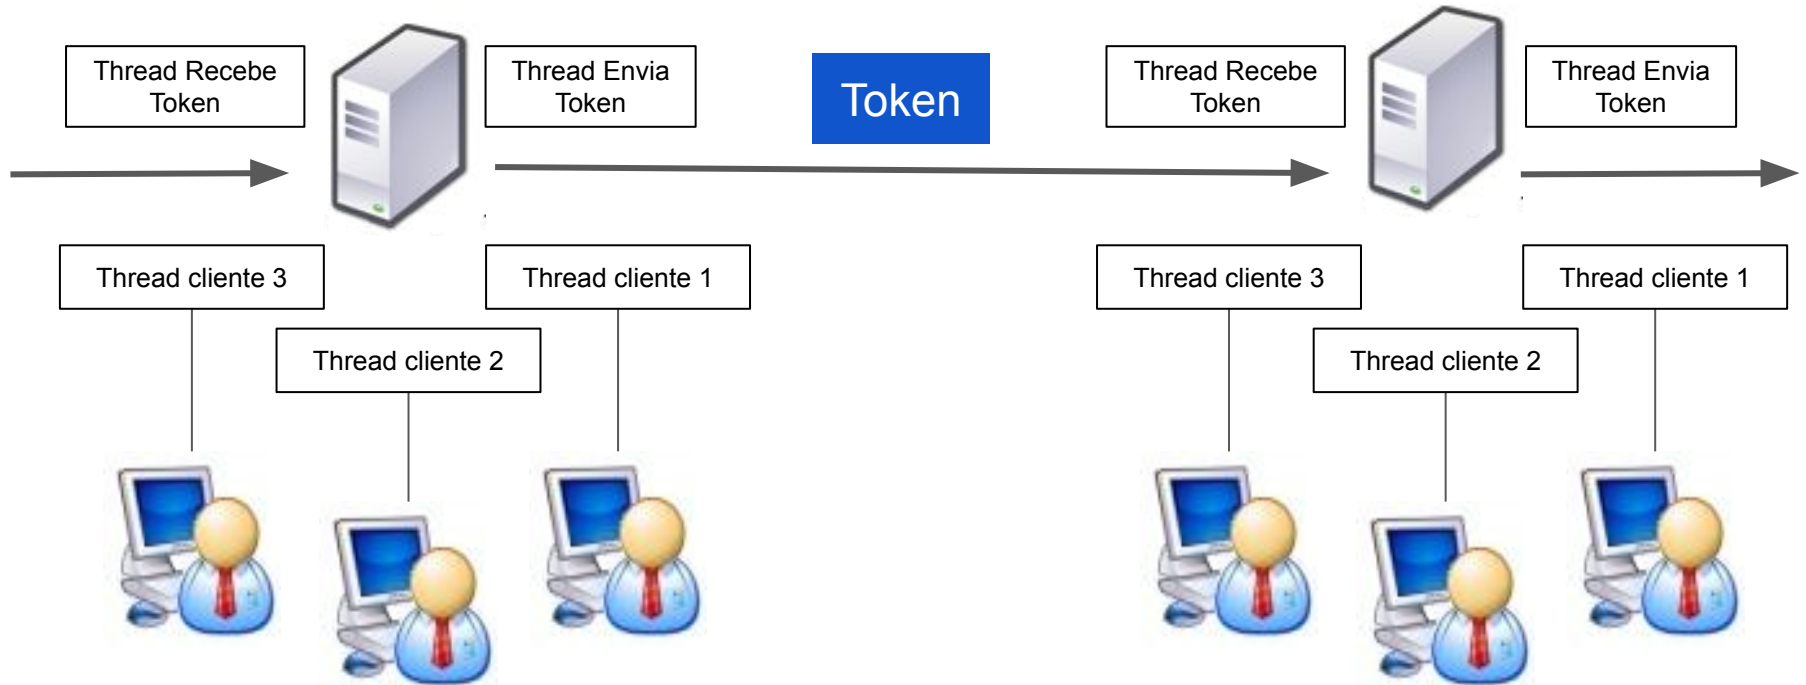 Thread Recebe
Token
Thread Envia
Token
Token
Thread Recebe
Token
Thread Envia
Token
Thread cliente 3
Thread cliente 1
Thread cliente 3
Thread cliente 1
Thread cliente 2
Thread cliente 2